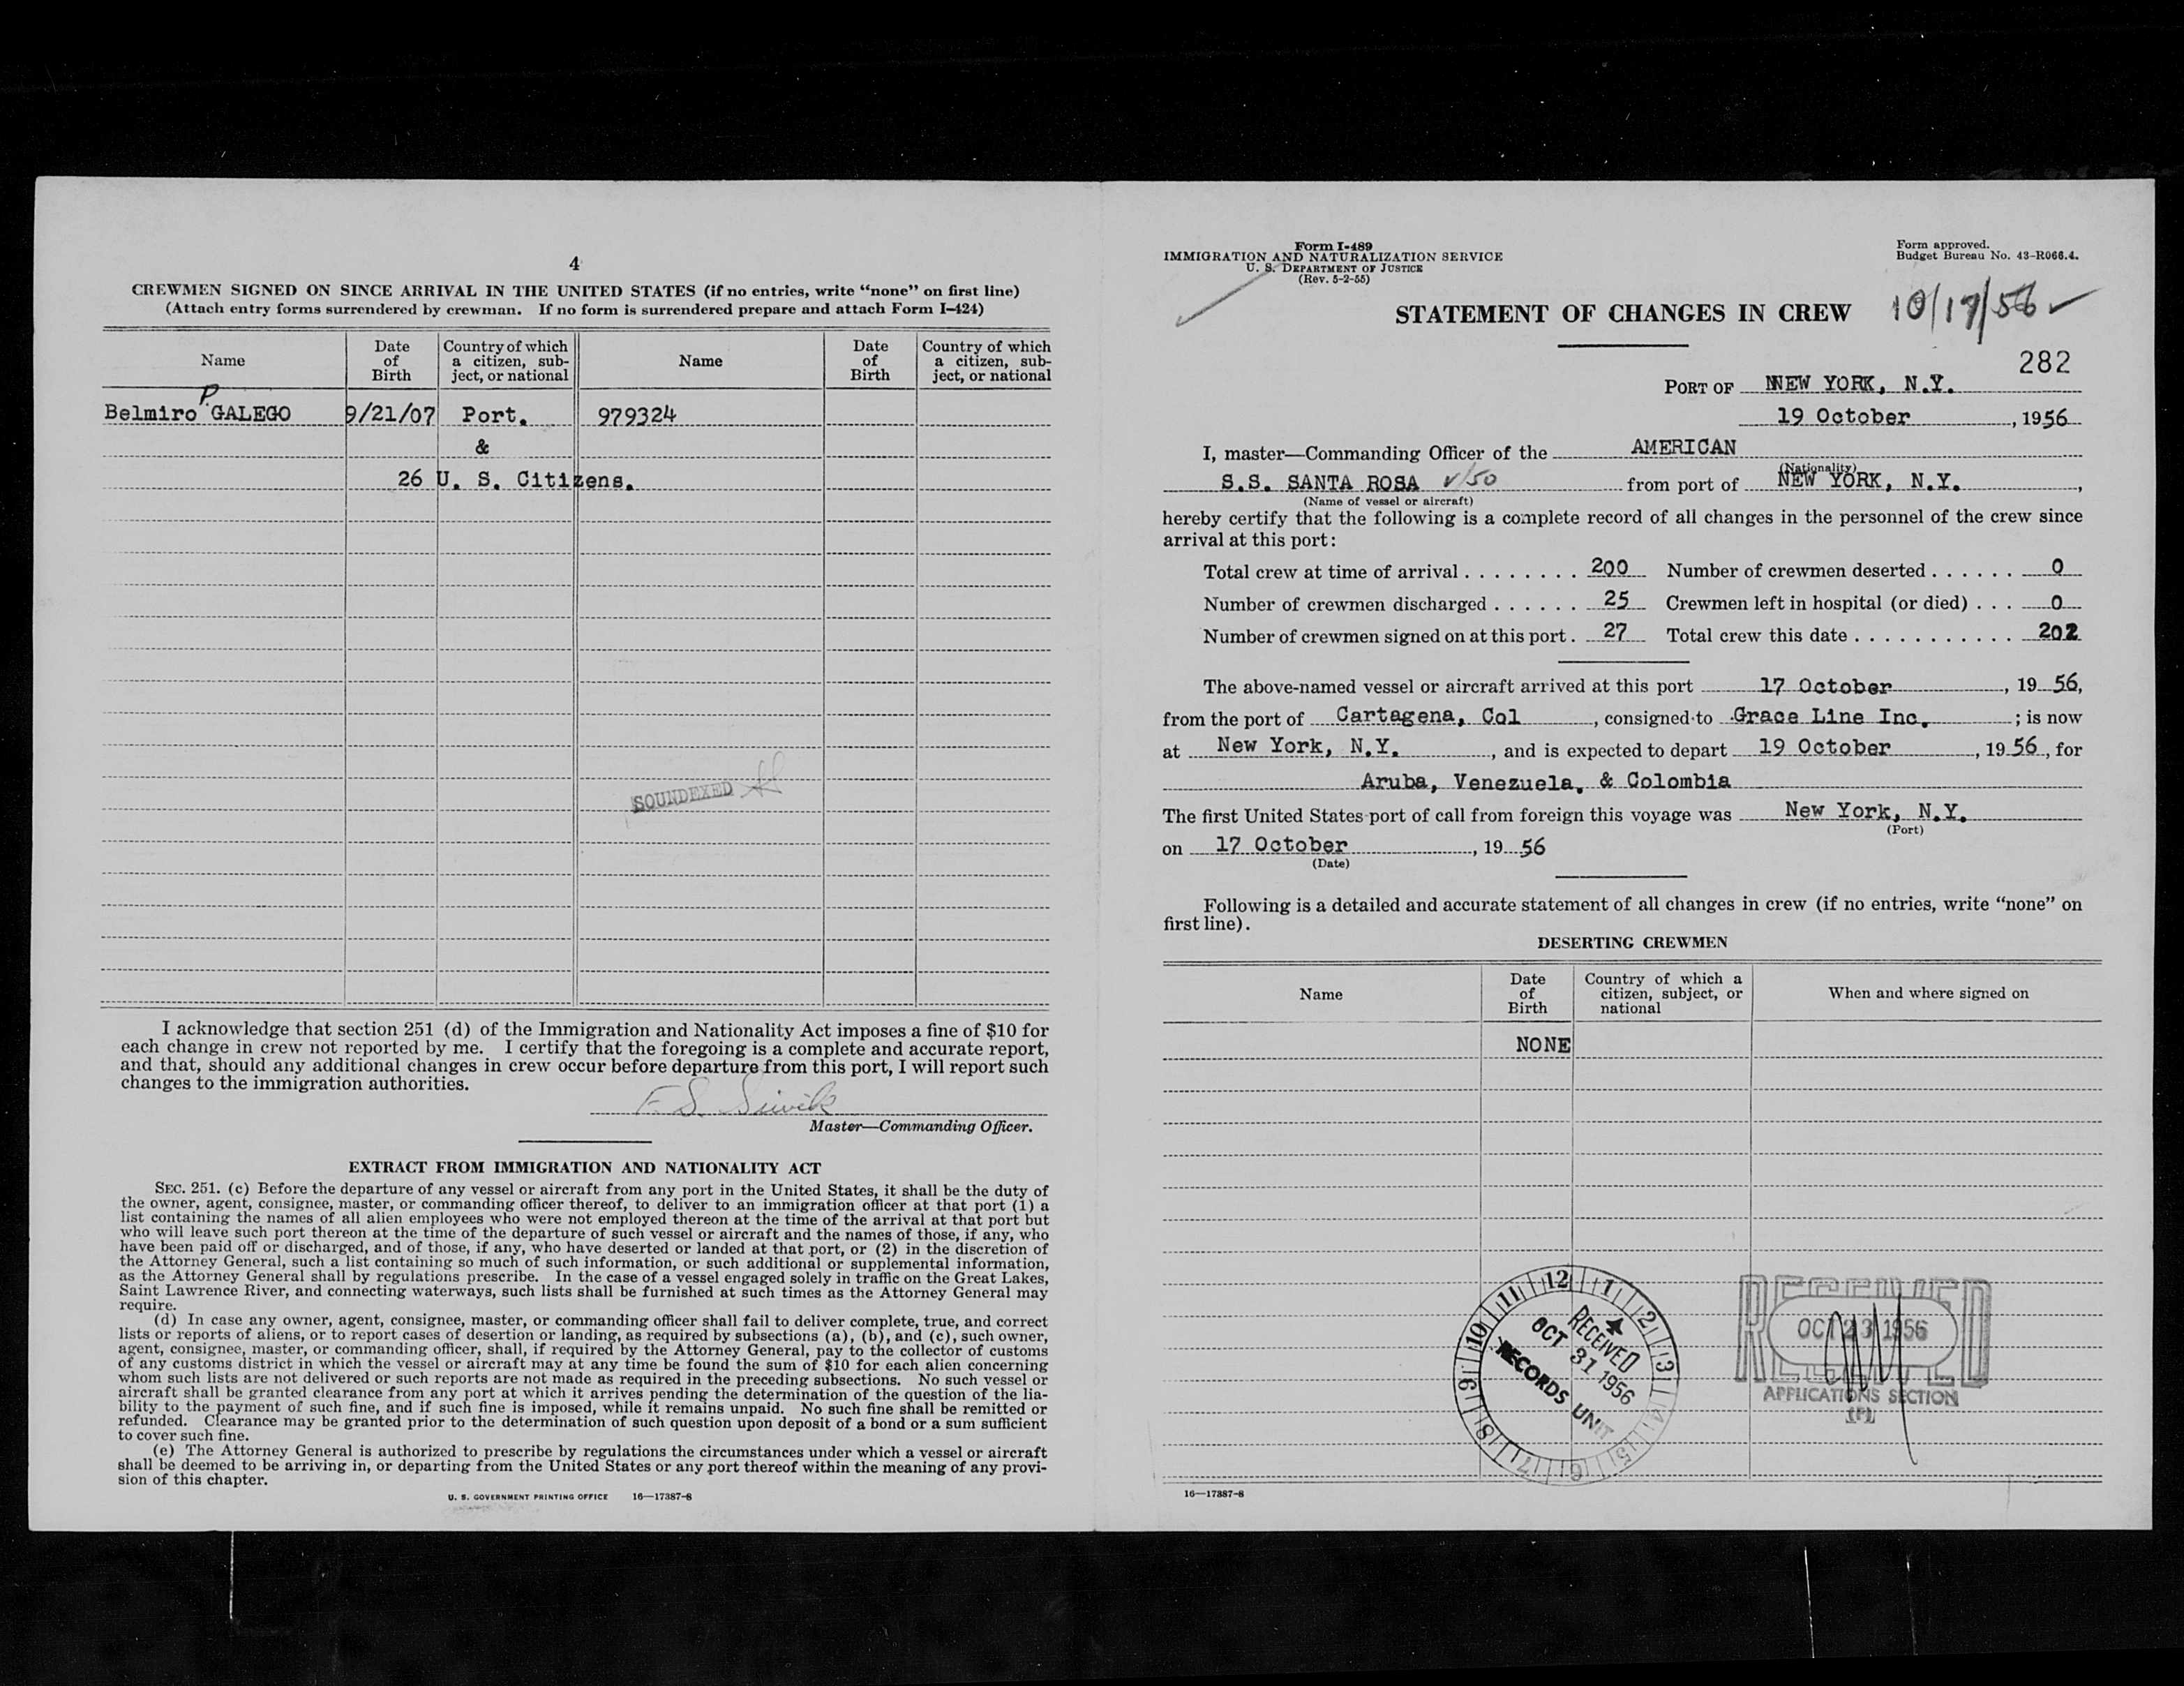 4
CREWMEN SIGNED ON SINCE ARRIVAL IN THE UNITED STATES (if no entries, write “none” on first line)
(Attach entry forms surrendered by crewman. If no form is surrendered prepare and attach Form I–424)
Name Date of Birth Country of which a citizen, subject, or national Name Date of Birth Country of which a citizen, subject, or national
Belmiro P. GALEGO 9/21/07 Port. 979324
&
26 U. S. Citizens.
SOUNDEXED
I acknowledge that section 251 (d) of the Immigration and Nationality Act imposes a fine of $10 for
each change in crew not reported by me. I certify that the foregoing is a complete and accurate report,
and that, should any additional changes in crew occur before departure from this port, I will report such
changes to the immigration authorities.
F. S. Siwik
Master—Commanding Officer.
EXTRACT FROM IMMIGRATION AND NATIONALITY ACT
SEC. 251. (c) Before the departure of any vessel or aircraft from any port in the United States, it shall be the duty of
the owner, agent, consignee, master, or commanding officer thereof, to deliver to an immigration officer at that port (1) a
list containing the names of all alien employees who were not employed thereon at the time of the arrival at that port but
who will leave such port thereon at the time of the departure of such vessel or aircraft and the names of those, if any, who
have been paid off or discharged, and of those, if any, who have deserted or landed at that port, or (2) in the discretion of
the Attorney General, such a list containing so much of such information, or such additional or supplemental information,
as the Attorney General shall by regulations prescribe. In the case of a vessel engaged solely in traffic on the Great Lakes,
Saint Lawrence River, and connecting waterways, such lists shall be furnished at such times as the Attorney General may
require.
(d) In case any owner, agent, consignee, master, or commanding officer shall fail to deliver complete, true, and correct
lists or reports of aliens, or to report cases of desertion or landing, as required by subsections (a), (b), and (c), such owner,
agent, consignee, master, or commanding officer, shall, if required by the Attorney General, pay to the collector of customs
of any customs district in which the vessel or aircraft may at any time be found the sum of $10 for each alien concerning
whom such lists are not delivered or such reports are not made as required in the preceding subsections. No such vessel or
aircraft shall be granted clearance from any port at which it arrives pending the determination of the question of the lia-
bility to the payment of such fine, and if such fine is imposed, while it remains unpaid. No such fine shall be remitted or
refunded. Clearance may be granted prior to the determination of such question upon deposit of a bond or a sum sufficient
to cover such fine.
(e) The Attorney General is authorized to prescribe by regulations the circumstances under which a vessel or aircraft
shall be deemed to be arriving in, or departing from the United States or any port thereof within the meaning of any provi-
sion of this chapter.
U. S. GOVERNMENT PRINTING OFFICE 16—17387-8
Form I-489
IMMIGRATION AND NATURALIZATION SERVICE
U. S. DEPARTMENT OF JUSTICE
(Rev. 5-2-55)
Form approved.
Budget Bureau No. 43-R066.4.
STATEMENT OF CHANGES IN CREW
10/17/56
282
PORT OF NNEW YORK, N.Y.
19 October, 1956
I, master—Commanding Officer of the AMERICAN
(Nationality)
S.S. SANTA ROSA v/50 from port of NEW YORK, N.Y.,
(Name of vessel or aircraft)
hereby certify that the following is a complete record of all changes in the personnel of the crew since
arrival at this port:
Total crew at time of arrival . . . . . . . . 200 Number of crewmen deserted . . . . . . 0
Number of crewmen discharged . . . . . . 25 Crewmen left in hospital (or died) . . . 0
Number of crewmen signed on at this port . 27 Total crew this date . . . . . . . . . . . . 202
The above-named vessel or aircraft arrived at this port 17 October, 19 56,
from the port of Cartagena, Col, consigned to Grace Line Inc. ; is now
at New York, N.Y., and is expected to depart 19 October, 19 56, for
Aruba, Venezuela, & Colombia
The first United States port of call from foreign this voyage was New York, N.Y.
(Port)
on 17 October, 19 56
(Date)
Following is a detailed and accurate statement of all changes in crew (if no entries, write “none” on
first line).
DESERTING CREWMEN
Name Date of Birth Country of which a citizen, subject, or national When and where signed on
NONE
12 1 2 3 4 5 6 7 8 9 10 11
RECEIVED
OCT 31 1956
RECORDS UNIT
RECEIVED
OCT 23 1956
APPLICATIONS SECTION
16—17387-8